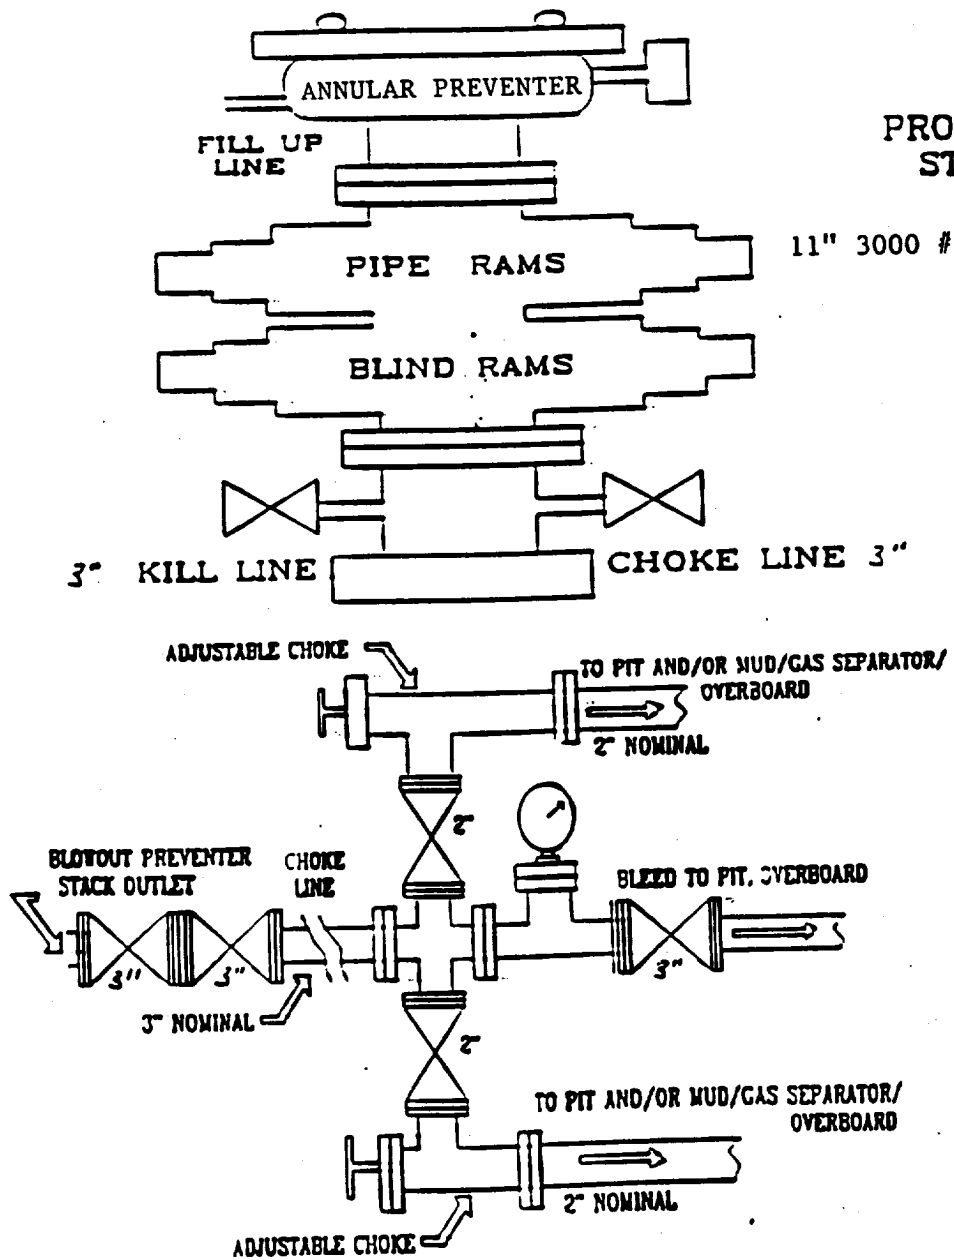 ANNULAR PREVENTER
FILL UP
LINE
PRO
ST
11" 3000 #
PIPE RAMS
BLIND RAMS
3" KILL LINE
CHOKE LINE 3"
ADJUSTABLE CHOKE
TO PIT AND/OR MUD/GAS SEPARATOR/
OVERBOARD
2" NOMINAL
2"
BLOWOUT PREVENTER
STACK OUTLET
CHOKE
LINE
BLEED TO PIT, OVERBOARD
3"
3"
3"
3" NOMINAL
2"
TO PIT AND/OR MUD/GAS SEPARATOR/
OVERBOARD
2" NOMINAL
ADJUSTABLE CHOKE